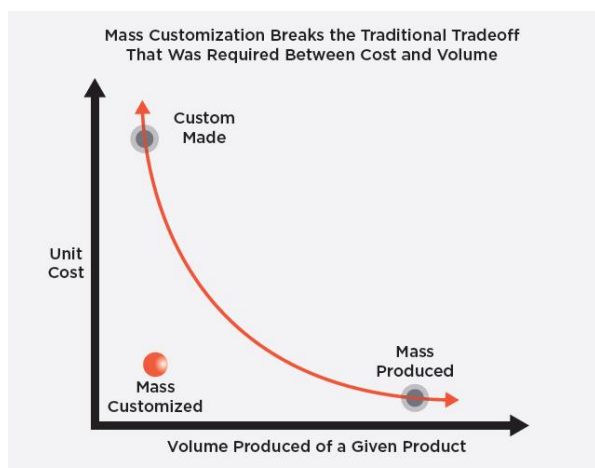 Mass Customization Breaks the Traditional Tradeoff
That Was Required Between Cost and Volume
Custom
Made
Unit
Cost
Mass
Produced
Mass
Customized
Volume Produced of a Given Product